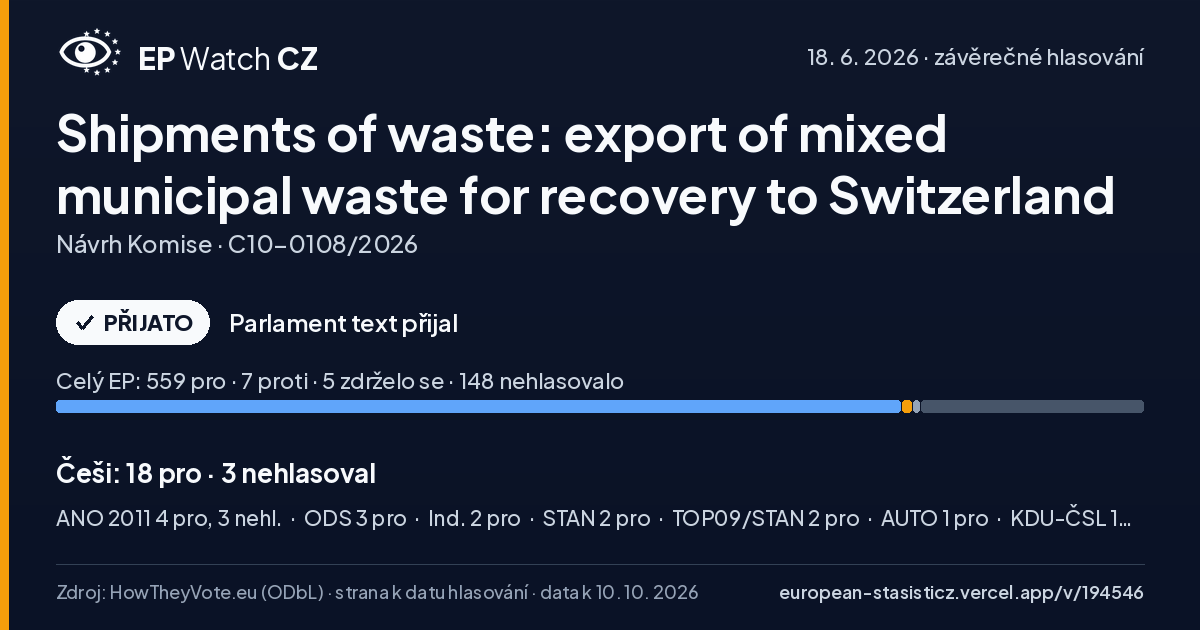 EP Watch CZ
18. 6. 2026 · závěrečné hlasování
Shipments of waste: export of mixed
municipal waste for recovery to Switzerland
Návrh Komise · C10-0108/2026
✓ PŘIJATO
Parlament text přijal
Celý EP: 559 pro · 7 proti · 5 zdrželo se · 148 nehlasovalo
Češi: 18 pro · 3 nehlasoval
ANO 2011 4 pro, 3 nehl. · ODS 3 pro · Ind. 2 pro · STAN 2 pro · TOP09/STAN 2 pro · AUTO 1 pro · KDU-ČSL 1…
Zdroj: HowTheyVote.eu (ODbL) · strana k datu hlasování · data k 10. 10. 2026
european-stasisticz.vercel.app/v/194546